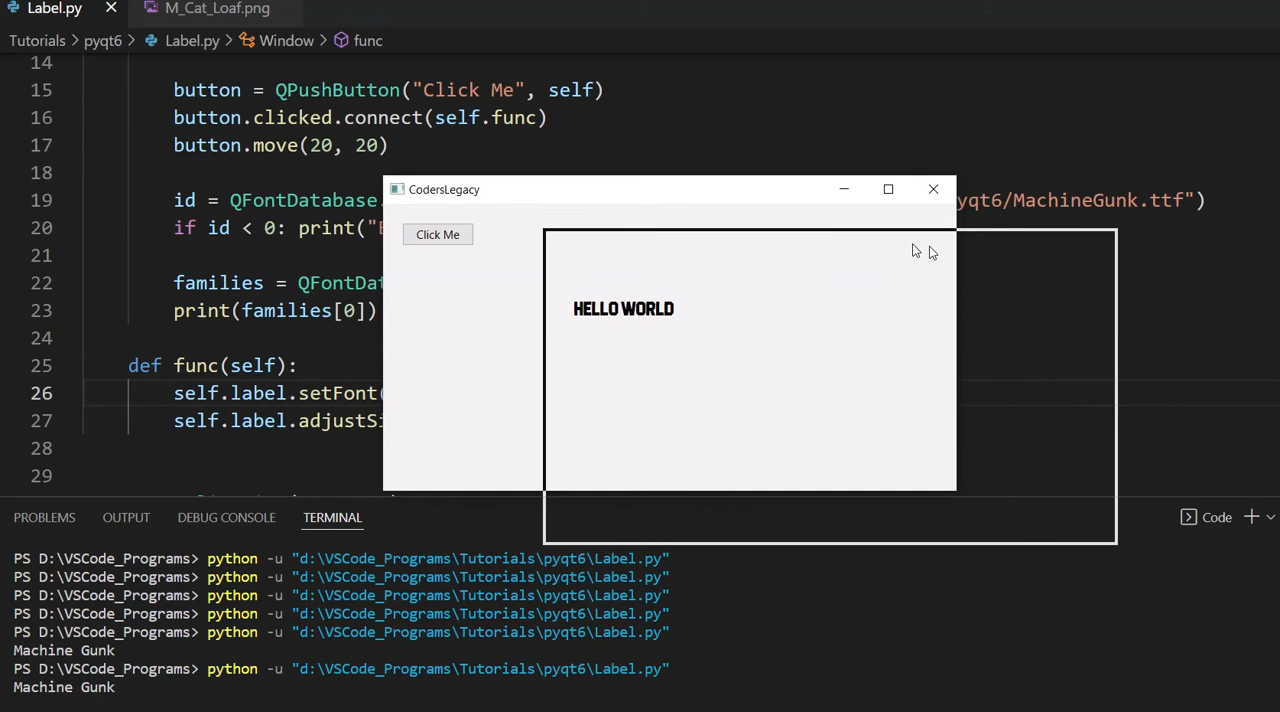 Label.py M_Cat_Loaf.png
Tutorials > pyqt6 > Label.py > Window > func
14
15 button = QPushButton("Click Me", self)
16 button.clicked.connect(self.func)
17 button.move(20, 20)
18
CodersLegacy
19 id = QFontDatabase. yqt6/MachineGunk.ttf")
20 if id < 0: print("
Click Me
21
22 families = QFontDat
23 print(families[0])
HELLO WORLD
24
25 def func(self):
26 self.label.setFont(
27 self.label.adjustSi
28
29
PROBLEMS OUTPUT DEBUG CONSOLE TERMINAL Code
PS D:\VSCode_Programs> python -u "d:\VSCode_Programs\Tutorials\pyqt6\Label.py"
PS D:\VSCode_Programs> python -u "d:\VSCode_Programs\Tutorials\pyqt6\Label.py"
PS D:\VSCode_Programs> python -u "d:\VSCode_Programs\Tutorials\pyqt6\Label.py"
PS D:\VSCode_Programs> python -u "d:\VSCode_Programs\Tutorials\pyqt6\Label.py"
PS D:\VSCode_Programs> python -u "d:\VSCode_Programs\Tutorials\pyqt6\Label.py"
Machine Gunk
PS D:\VSCode_Programs> python -u "d:\VSCode_Programs\Tutorials\pyqt6\Label.py"
Machine Gunk